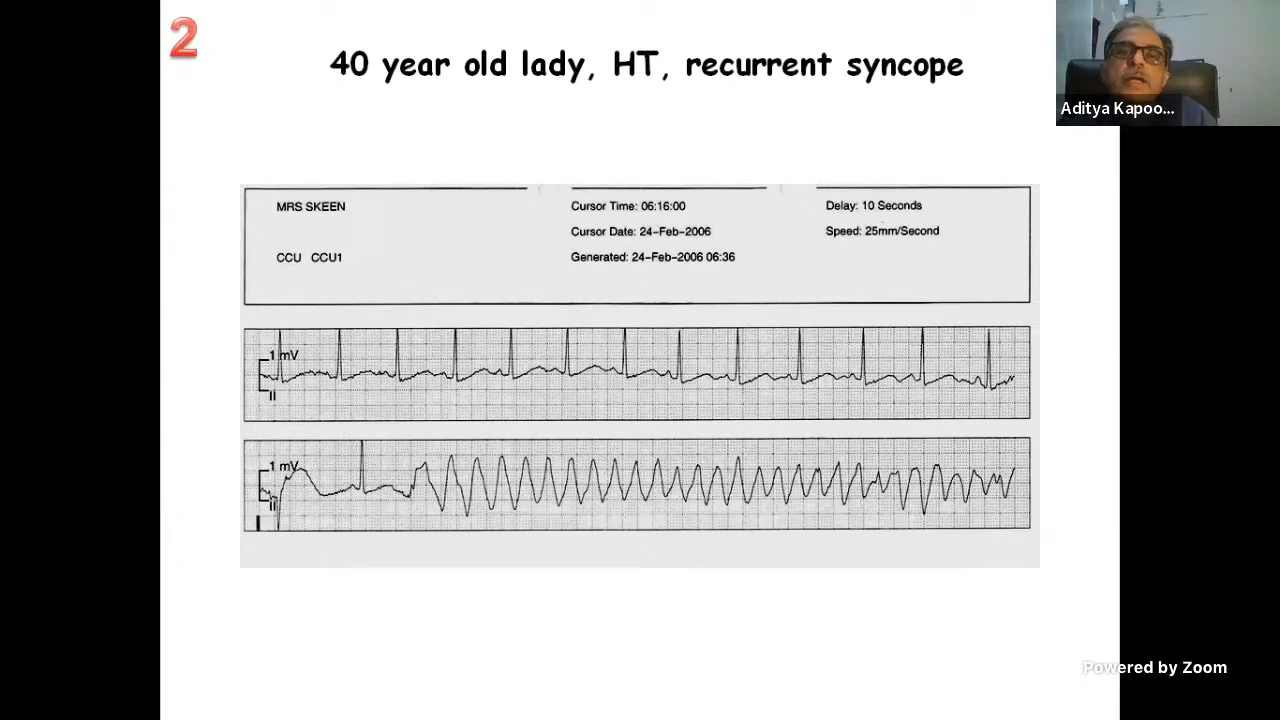 2
40 year old lady, HT, recurrent syncope
Aditya Kapoo...
MRS SKEEN
Cursor Time: 06:16:00
Delay: 10 Seconds
Cursor Date: 24-Feb-2006
Speed: 25mm/Second
CCU CCU1
Generated: 24-Feb-2006 06:36
1 mV
II
1 mV
II
Powered by Zoom